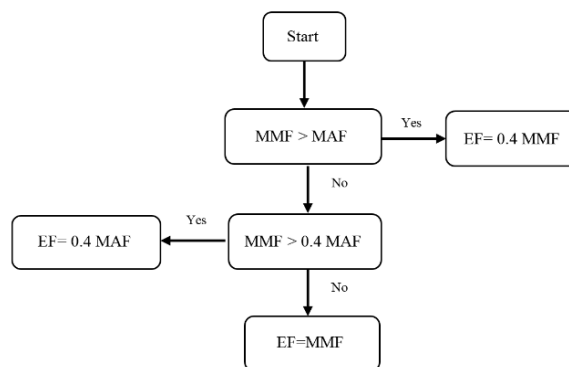 Start
MMF > MAF
Yes
EF= 0.4 MMF
No
Yes
EF= 0.4 MAF
MMF > 0.4 MAF
No
EF=MMF